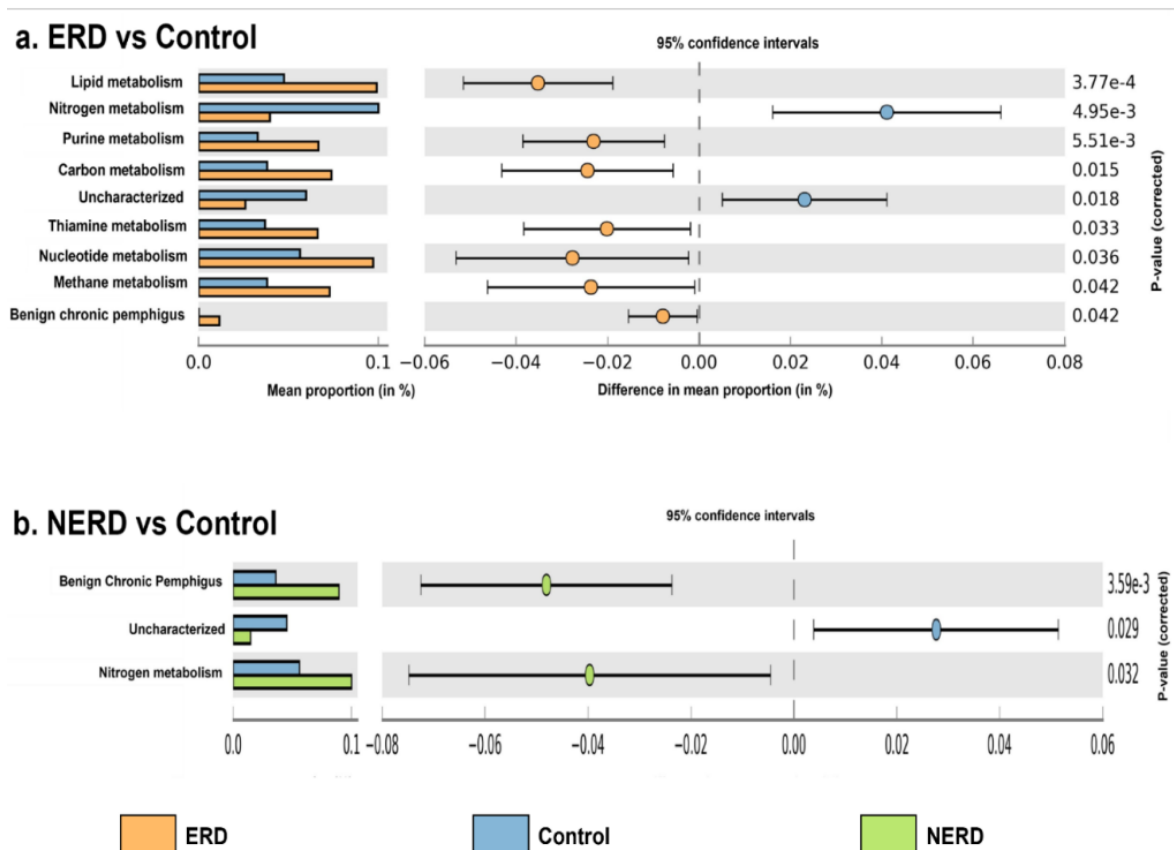 a. ERD vs Control
95% confidence intervals
Lipid metabolism
3.77e-4
Nitrogen metabolism
4.95e-3
Purine metabolism
5.51e-3
Carbon metabolism
0.015
Uncharacterized
0.018
Thiamine metabolism
0.033
Nucleotide metabolism
0.036
Methane metabolism
0.042
Benign chronic pemphigus
0.042
P-value (corrected)
0.0 0.1 −0.06 −0.04 −0.02 0.00 0.02 0.04 0.06 0.08
Mean proportion (in %) Difference in mean proportion (in %)
b. NERD vs Control
95% confidence intervals
Benign Chronic Pemphigus
3.59e-3
Uncharacterized
0.029
Nitrogen metabolism
0.032
P-value (corrected)
0.0 0.1 −0.08 −0.06 −0.04 −0.02 0.00 0.02 0.04 0.06
ERD Control NERD